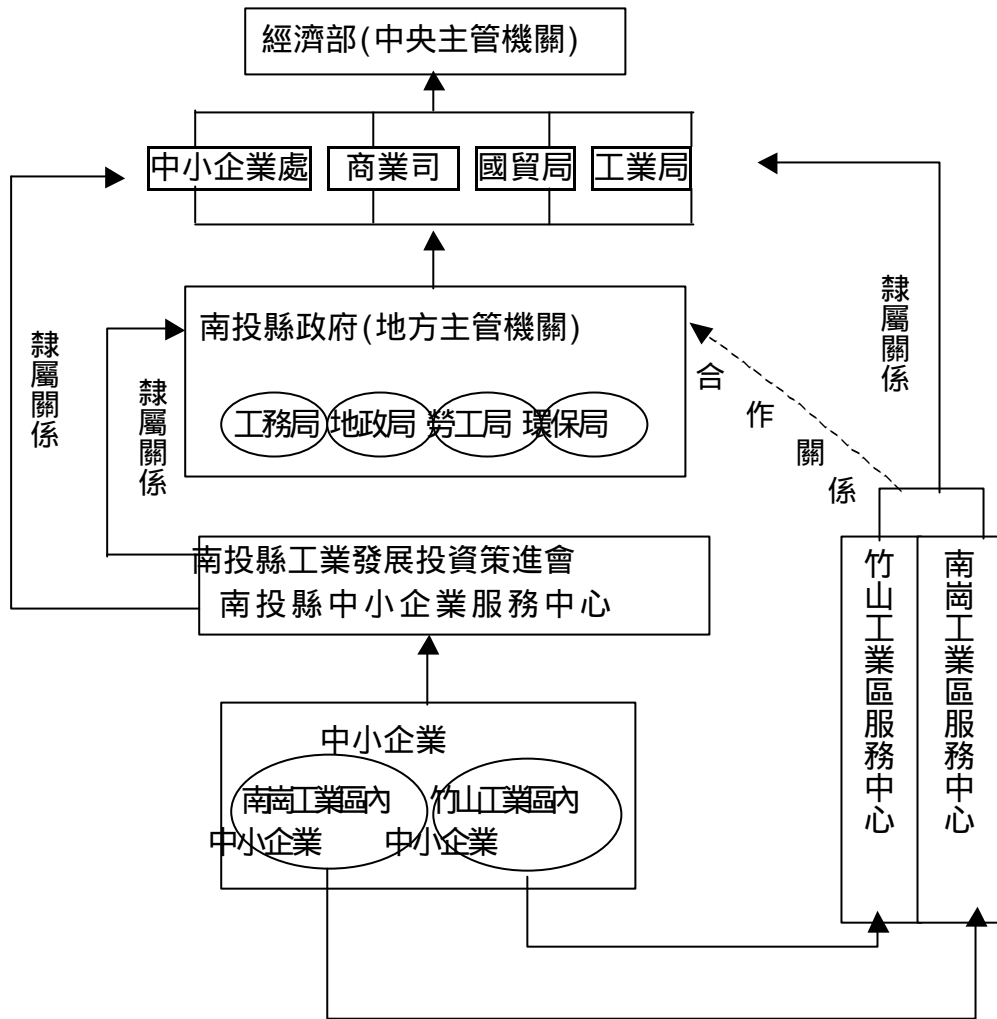 經濟部(中央主管機關)
中小企業處 商業司 國貿局 工業局
南投縣政府(地方主管機關)
工務局 地政局 勞工局 環保局
隸屬關係
隸屬關係
合作關係
隸屬關係
南投縣工業發展投資策進會
南投縣中小企業服務中心
竹山工業區服務中心
南崗工業區服務中心
中小企業
南崗工業區內
中小企業
竹山工業區內
中小企業